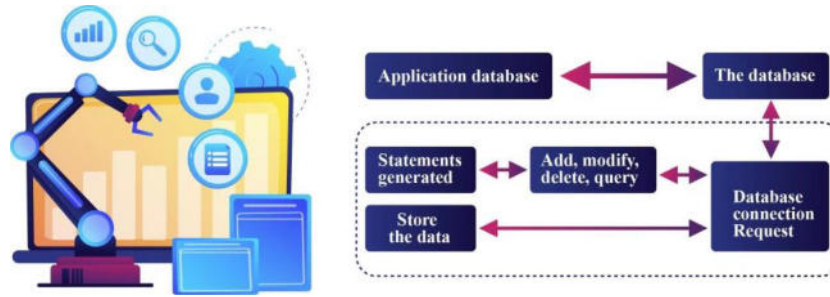 Application database
The database
Statements
generated
Add, modify,
delete, query
Database
connection
Request
Store
the data